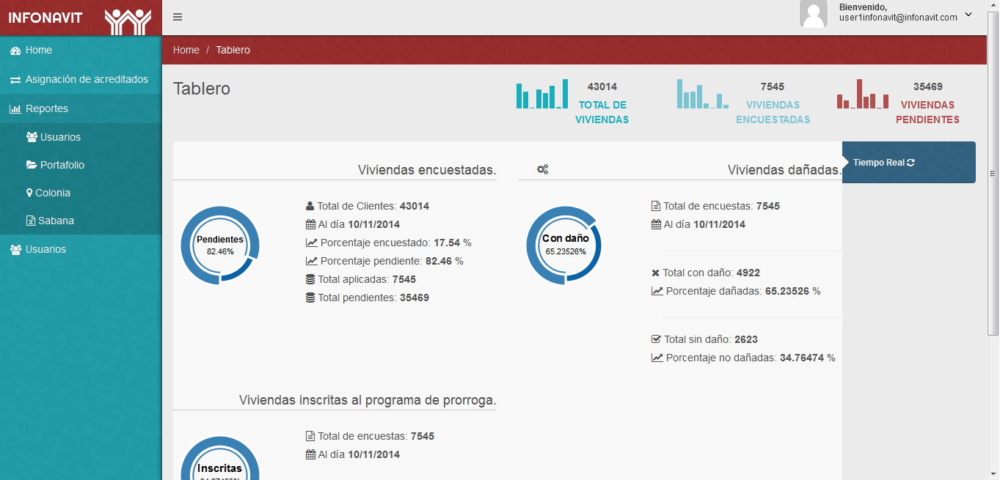 INFONAVIT
Bienvenido,
user1infonavit@infonavit.com
Home
Asignación de acreditados
Reportes
Usuarios
Portafolio
Colonia
Sabana
Usuarios
Home / Tablero
Tablero
43014
TOTAL DE
VIVIENDAS
7545
VIVIENDAS
ENCUESTADAS
35469
VIVIENDAS
PENDIENTES
Tiempo Real
Viviendas encuestadas.
Pendientes
82.46%
Total de Clientes: 43014
Al día 10/11/2014
Porcentaje encuestado: 17.54 %
Porcentaje pendiente: 82.46 %
Total aplicadas: 7545
Total pendientes: 35469
Viviendas dañadas.
Con daño
65.23526%
Total de encuestas: 7545
Al día 10/11/2014
Total con daño: 4922
Porcentaje dañadas: 65.23526 %
Total sin daño: 2623
Porcentaje no dañadas: 34.76474 %
Viviendas inscritas al programa de prorroga.
Inscritas
Total de encuestas: 7545
Al día 10/11/2014